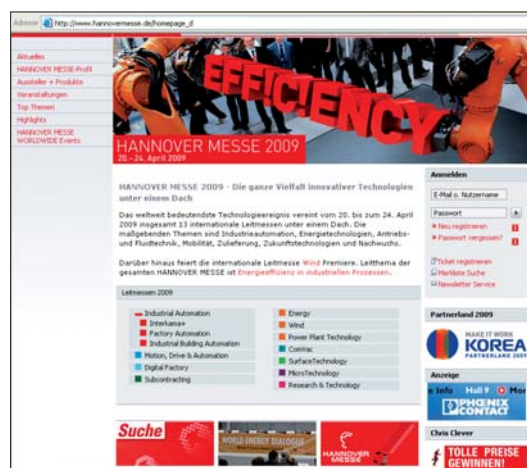 Adresse http://www.hannovermesse.de/homepage_d
Aktuelles
HANNOVER MESSE-Profil
Aussteller + Produkte
Veranstaltungen
Top Themen
Highlights
HANNOVER MESSE
WORLDWIDE Events
EFF!C!ENCY
HANNOVER MESSE 2009
20.–24. April 2009
HANNOVER MESSE 2009 - Die ganze Vielfalt innovativer Technologien
unter einem Dach
Das weltweit bedeutendste Technologieereignis vereint vom 20. bis zum 24. April
2009 insgesamt 13 internationale Leitmessen unter einem Dach. Die
maßgebenden Themen sind Industrieautomation, Energietechnologien, Antriebs-
und Fluidtechnik, Mobilität, Zulieferung, Zukunftstechnologien und Nachwuchs.
Darüber hinaus feiert die internationale Leitmesse Wind Premiere. Leitthema der
gesamten HANNOVER MESSE ist Energieeffizienz in industriellen Prozessen.
Leitmessen 2009
Industrial Automation
Interkama+
Factory Automation
Industrial Building Automation
Motion, Drive & Automation
Digital Factory
Subcontracting
Energy
Wind
Power Plant Technology
ComVac
SurfaceTechnology
MicroTechnology
Research & Technology
Suche
WORLD ENERGY DIALOGUE
HANNOVER
MESSE
Anmelden
E-Mail o. Nutzername
Passwort
Neu registrieren
Passwort vergessen?
Ticket registrieren
Merkliste Suche
Newsletter Service
Partnerland 2009
MAKE IT WORK
KOREA
PARTNERLAND 2009
Anzeige
e Info Hall 9 Mor
PHŒNIX
CONTACT
Chris Clever
TOLLE PREISE
GEWINNEN!